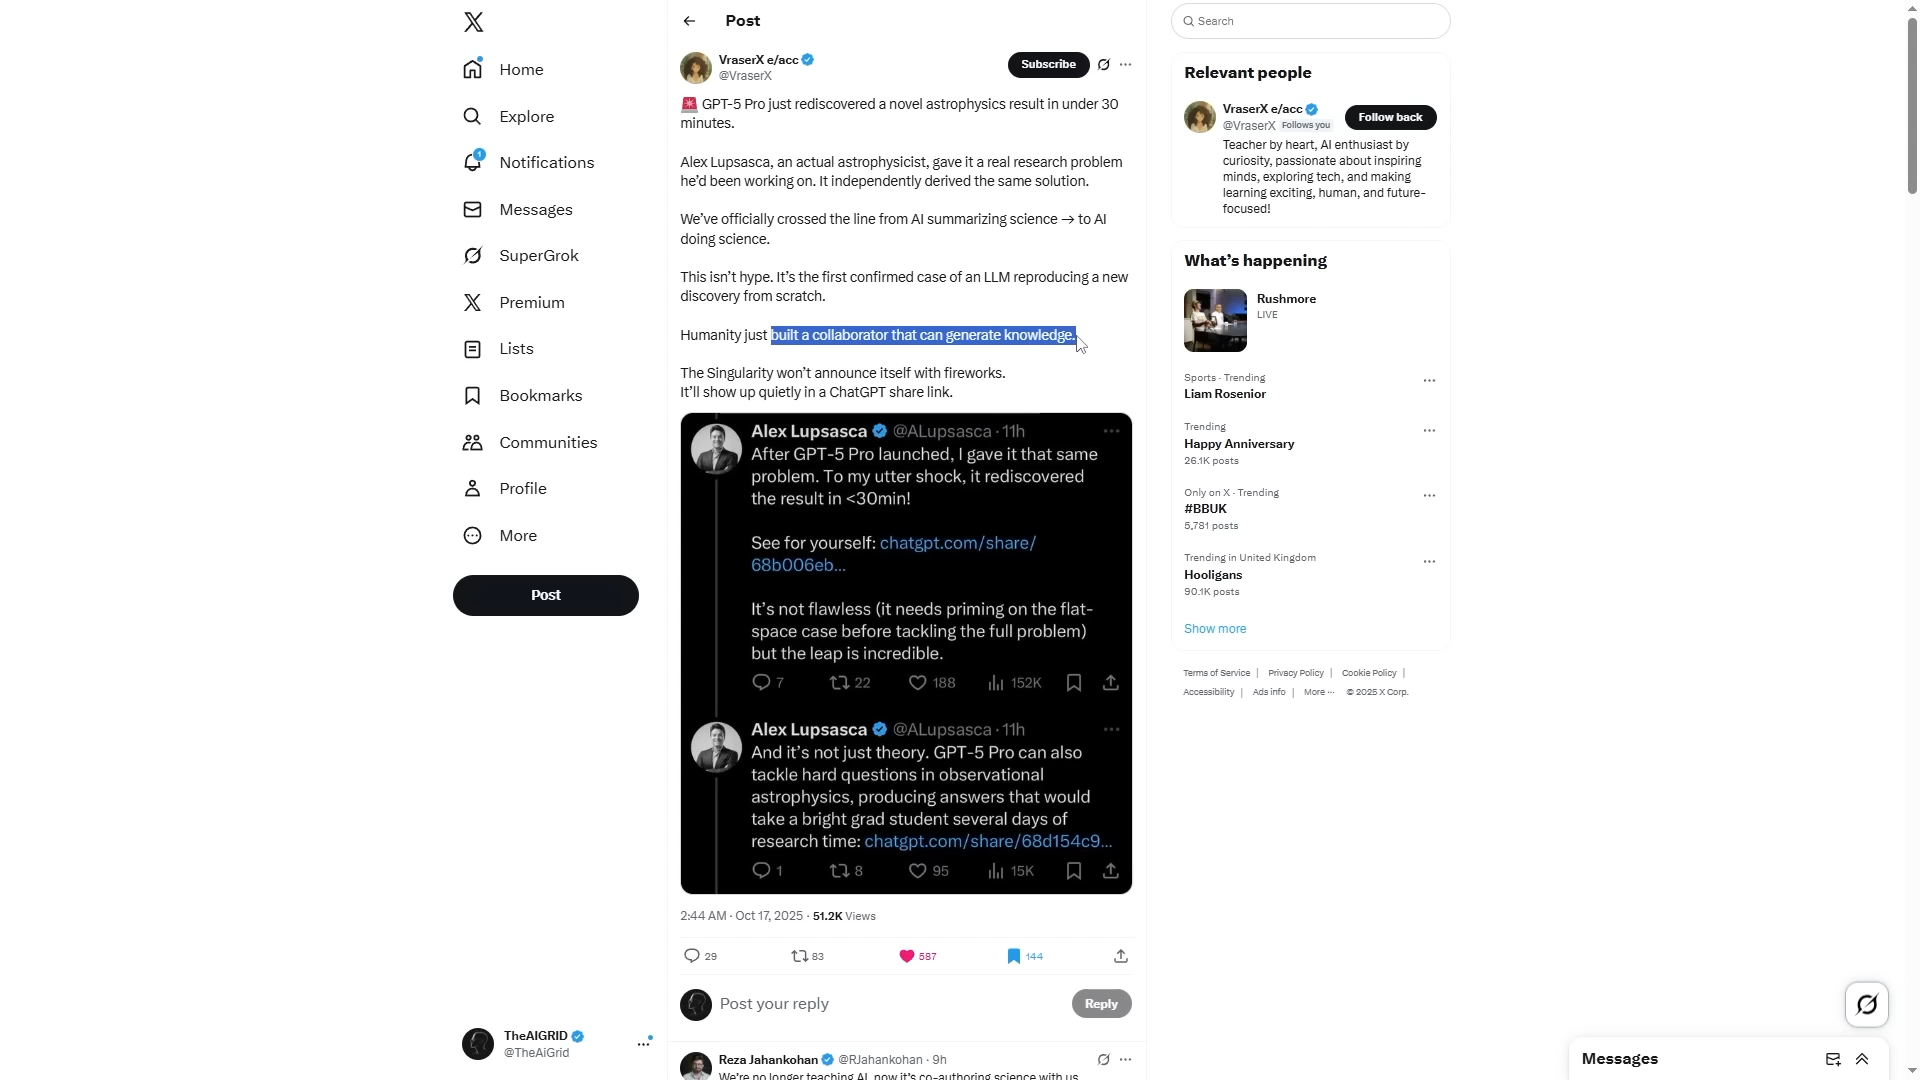 Home
Explore
1
Notifications
Messages
SuperGrok
Premium
Lists
Bookmarks
Communities
Profile
More
Post
TheAIGRID
@TheAiGrid
Post
VraserX e/acc
@VraserX
Subscribe
🚨 GPT-5 Pro just rediscovered a novel astrophysics result in under 30
minutes.
Alex Lupsasca, an actual astrophysicist, gave it a real research problem
he’d been working on. It independently derived the same solution.
We’ve officially crossed the line from AI summarizing science → to AI
doing science.
This isn’t hype. It’s the first confirmed case of an LLM reproducing a new
discovery from scratch.
Humanity just built a collaborator that can generate knowledge.
The Singularity won’t announce itself with fireworks.
It’ll show up quietly in a ChatGPT share link.
Alex Lupsasca @ALupsasca · 11h
After GPT-5 Pro launched, I gave it that same
problem. To my utter shock, it rediscovered
the result in <30min!
See for yourself: chatgpt.com/share/
68b006eb...
It’s not flawless (it needs priming on the flat-
space case before tackling the full problem)
but the leap is incredible.
7 22 188 152K
Alex Lupsasca @ALupsasca · 11h
And it’s not just theory. GPT-5 Pro can also
tackle hard questions in observational
astrophysics, producing answers that would
take a bright grad student several days of
research time: chatgpt.com/share/68d154c9...
1 8 95 15K
2:44 AM · Oct 17, 2025 · 51.2K Views
29 83 587 144
Post your reply
Reply
Reza Jahankohan @RJahankohan · 9h
We’re no longer teaching AI, now it’s co-authoring science with us
Search
Relevant people
VraserX e/acc
@VraserX Follows you
Follow back
Teacher by heart, AI enthusiast by
curiosity, passionate about inspiring
minds, exploring tech, and making
learning exciting, human, and future-
focused!
What’s happening
Rushmore
LIVE
Sports · Trending
Liam Rosenior
Trending
Happy Anniversary
26.1K posts
Only on X · Trending
#BBUK
5,781 posts
Trending in United Kingdom
Hooligans
90.1K posts
Show more
Terms of Service | Privacy Policy | Cookie Policy |
Accessibility | Ads info | More ··· © 2025 X Corp.
Messages